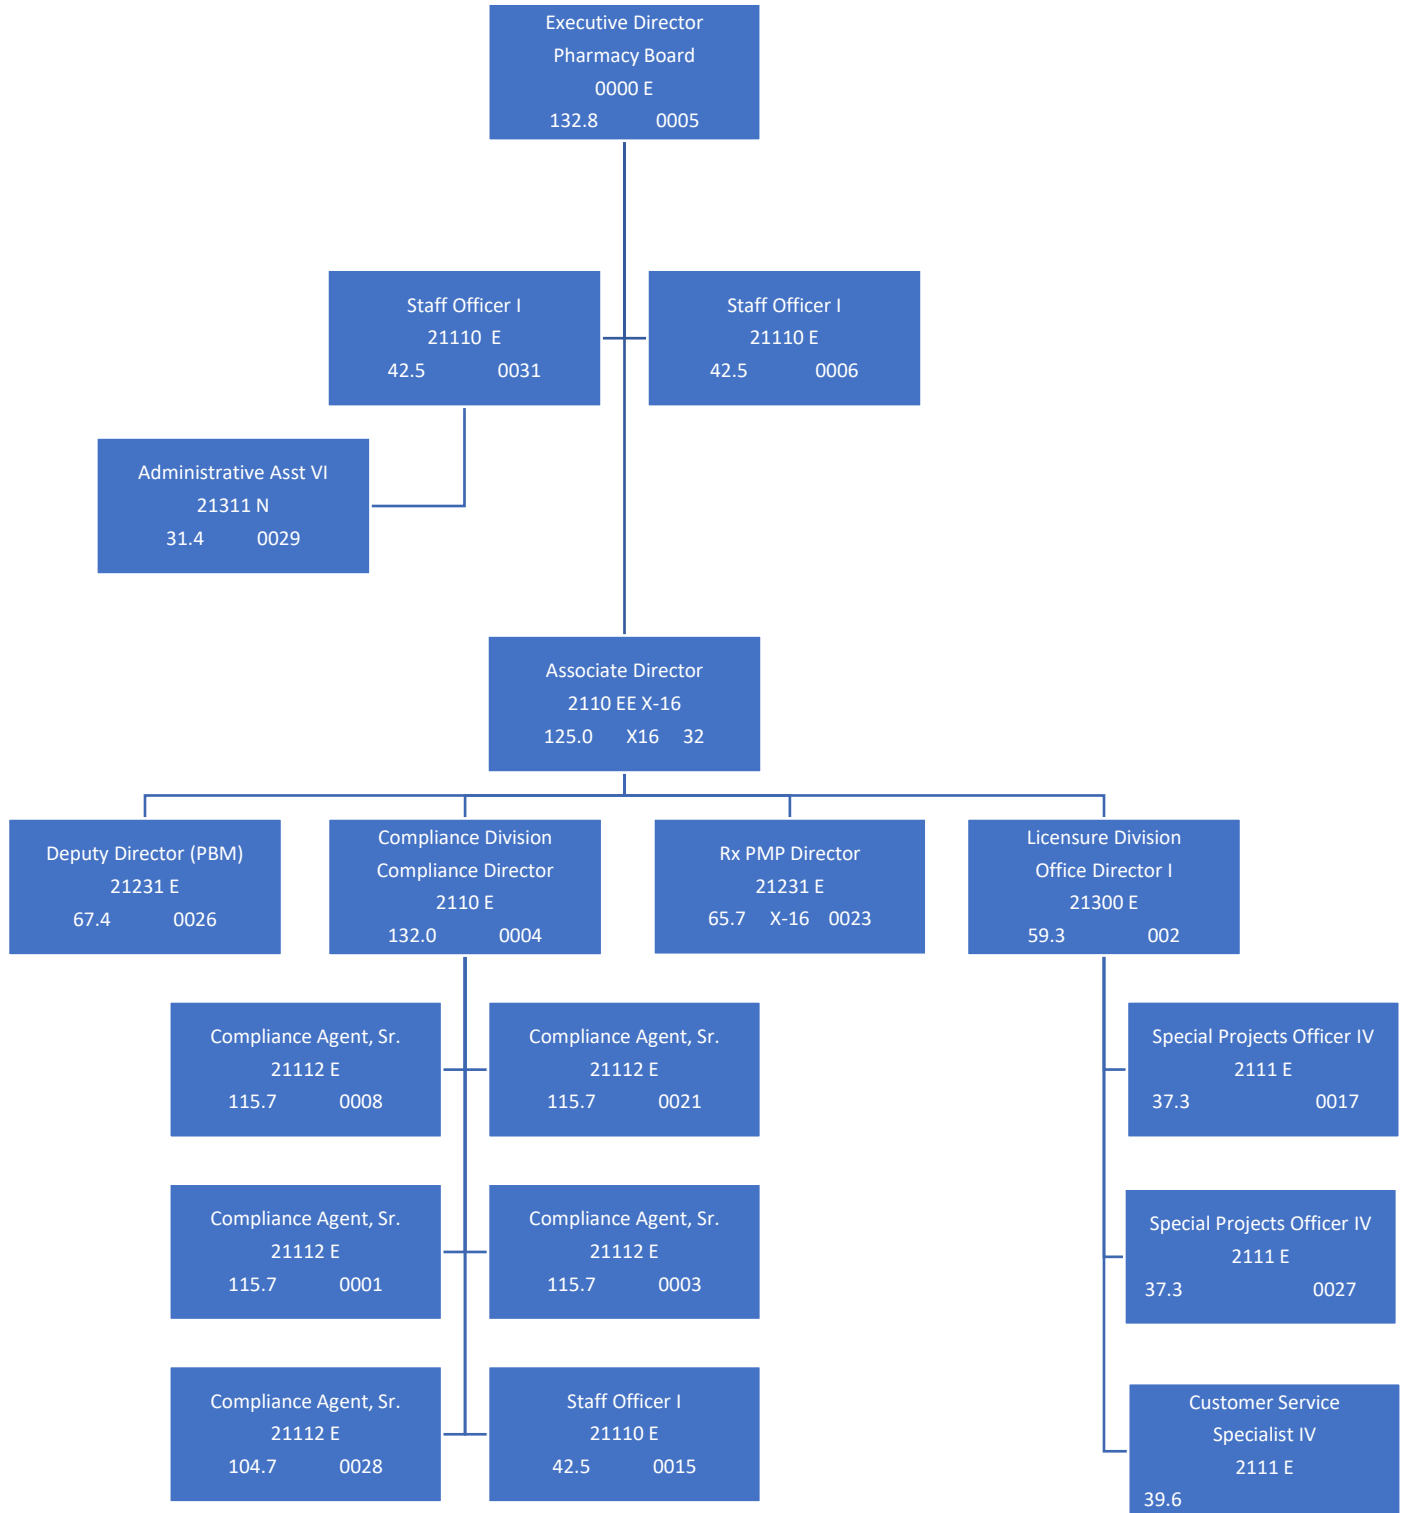 Executive Director
Pharmacy Board
0000 E
132.8 0005
Staff Officer I
21110 E
42.5 0031
Staff Officer I
21110 E
42.5 0006
Administrative Asst VI
21311 N
31.4 0029
Associate Director
2110 EE X-16
125.0 X16 32
Deputy Director (PBM)
21231 E
67.4 0026
Compliance Division
Compliance Director
2110 E
132.0 0004
Rx PMP Director
21231 E
65.7 X-16 0023
Licensure Division
Office Director I
21300 E
59.3 002
Compliance Agent, Sr.
21112 E
115.7 0008
Compliance Agent, Sr.
21112 E
115.7 0021
Special Projects Officer IV
2111 E
37.3 0017
Compliance Agent, Sr.
21112 E
115.7 0001
Compliance Agent, Sr.
21112 E
115.7 0003
Special Projects Officer IV
2111 E
37.3 0027
Compliance Agent, Sr.
21112 E
104.7 0028
Staff Officer I
21110 E
42.5 0015
Customer Service
Specialist IV
2111 E
39.6